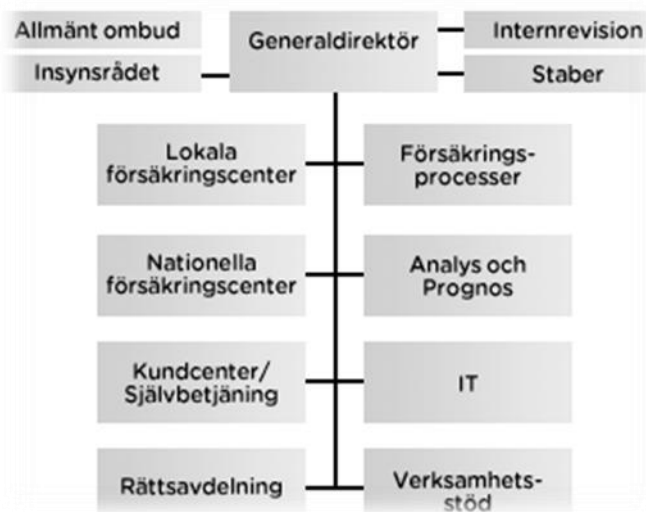 Allmänt ombud
Generaldirektör
Internrevision
Insynsrådet
Staber
Lokala
försäkringscenter
Försäkrings-
processer
Nationella
försäkringscenter
Analys och
Prognos
Kundcenter/
Självbetjäning
IT
Rättsavdelning
Verksamhets-
stöd